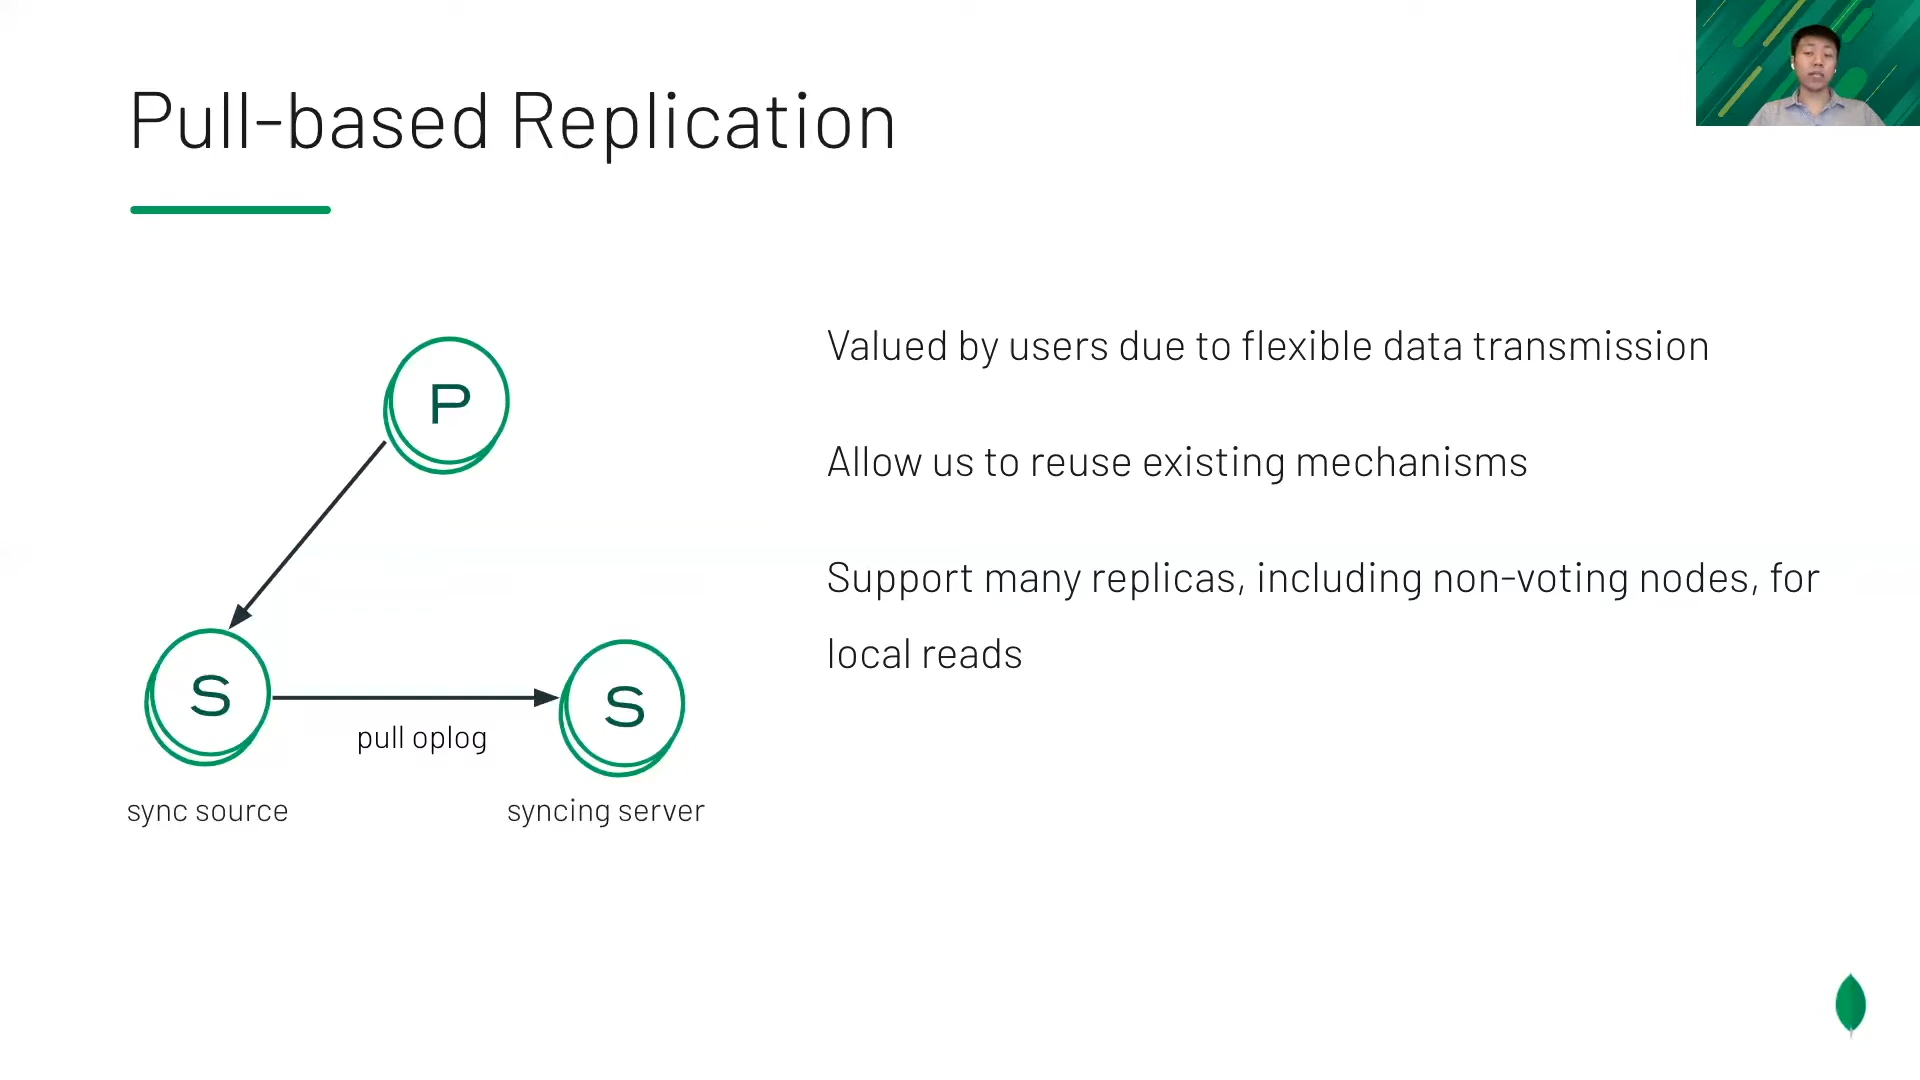 Pull-based Replication
P
S
S
pull oplog
sync source
syncing server
Valued by users due to flexible data transmission
Allow us to reuse existing mechanisms
Support many replicas, including non-voting nodes, for
local reads